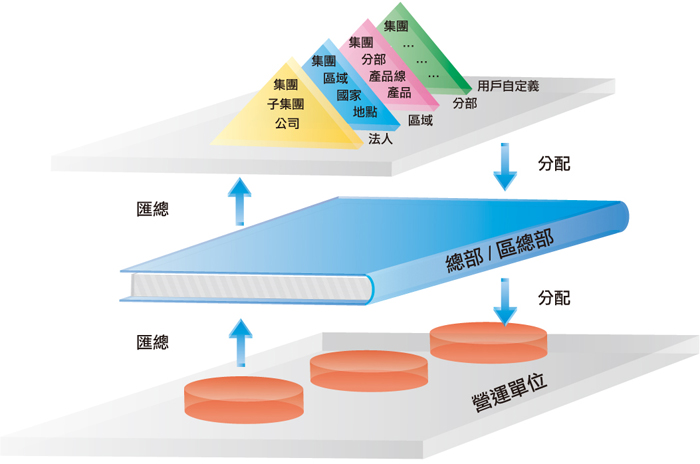 集團
子集團
公司
法人
集團
區域
國家
地點
區域
集團
分部
產品線
產品
分部
集團
…
…
…
用戶自定義
匯總
分配
總部 / 區總部
匯總
分配
營運單位